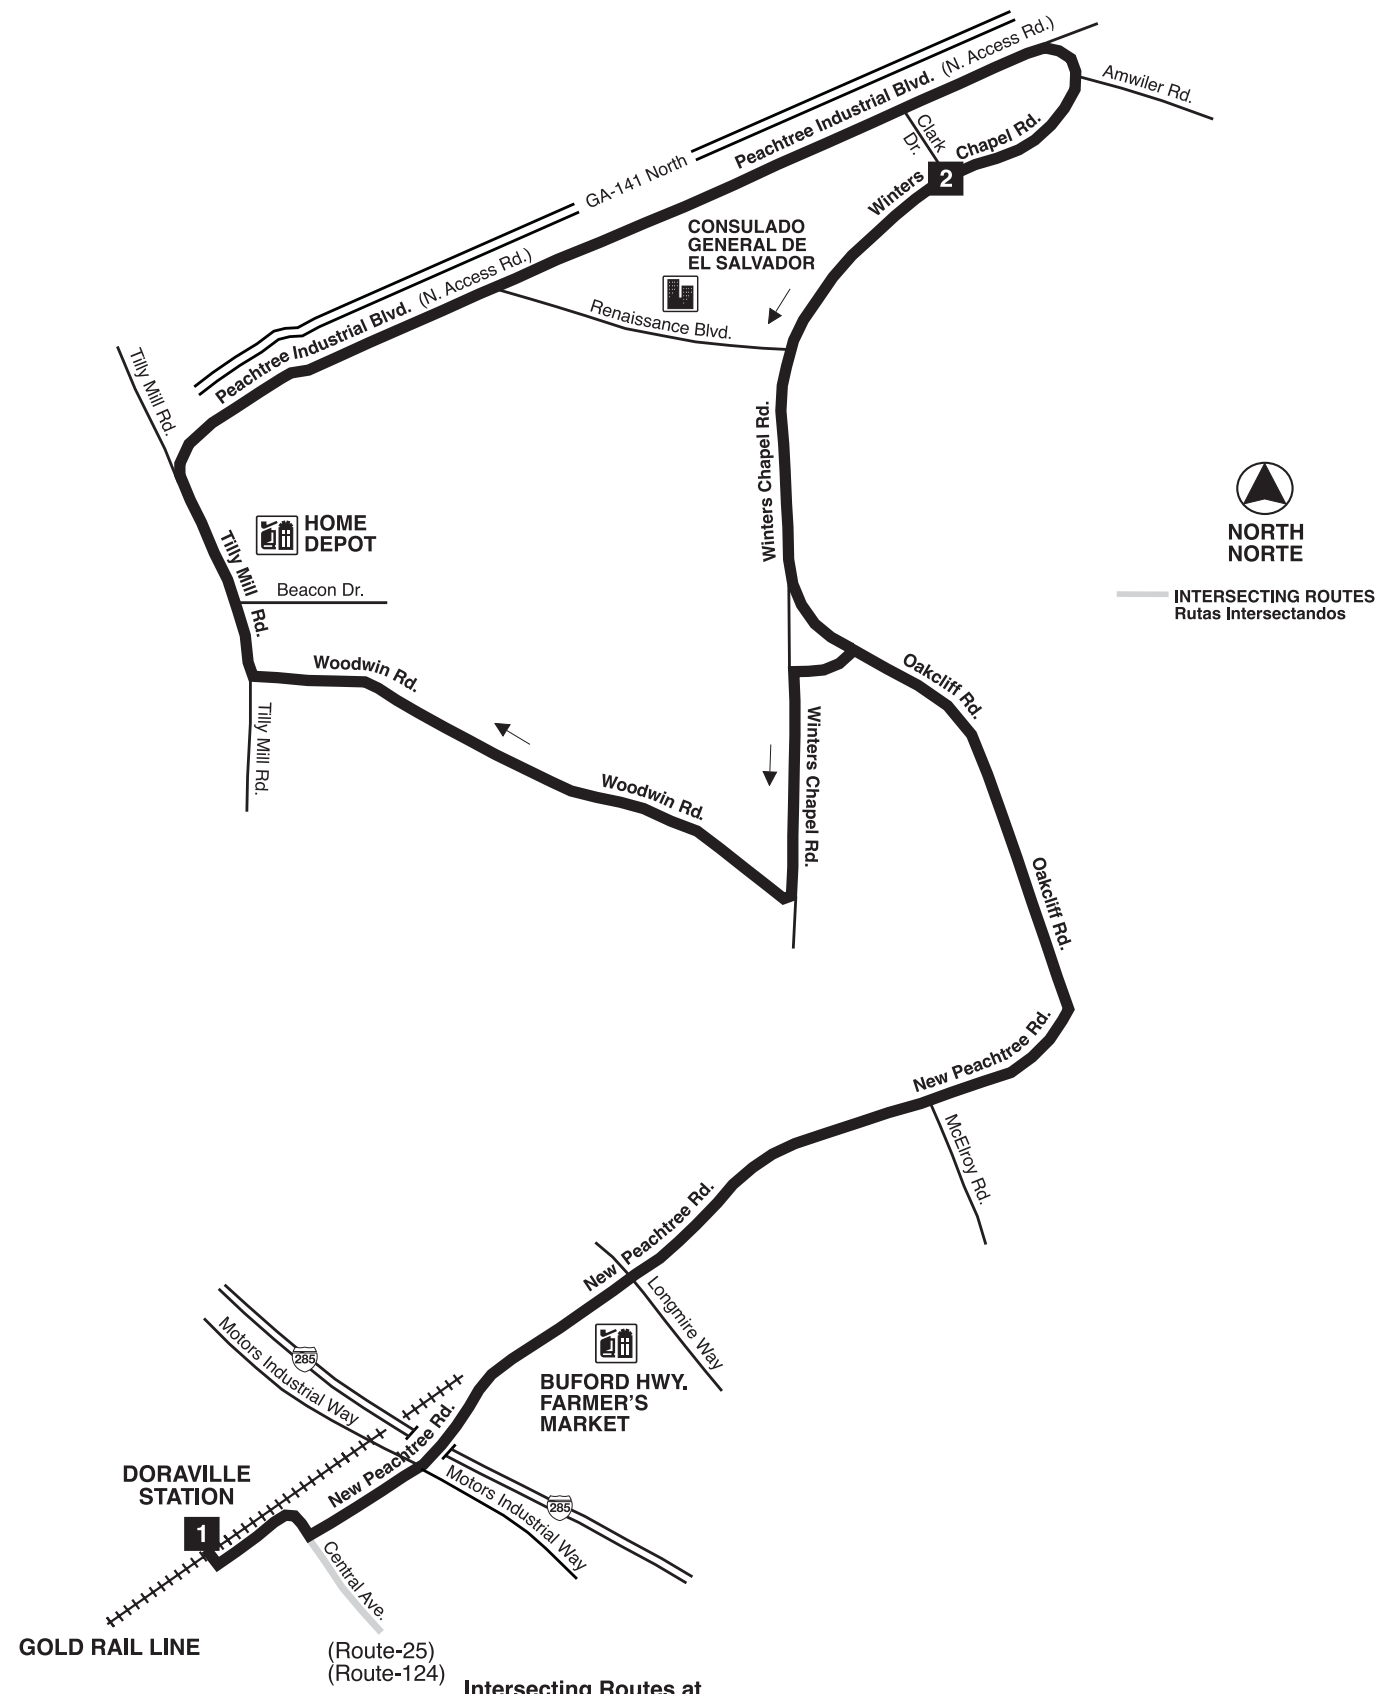 Peachtree Industrial Blvd. (N. Access Rd.)
Amwiler Rd.
Clark
Dr.
Chapel Rd.
Winters
2
GA-141 North
CONSULADO
GENERAL DE
EL SALVADOR
Renaissance Blvd.
Peachtree Industrial Blvd. (N. Access Rd.)
Tilly Mill Rd.
Winters Chapel Rd.
HOME
DEPOT
Tilly Mill Rd.
Beacon Dr.
NORTH
NORTE
INTERSECTING ROUTES
Rutas Intersectandos
Woodwin Rd.
Oakcliff Rd.
Tilly Mill Rd.
Winters Chapel Rd.
Woodwin Rd.
Oakcliff Rd.
New Peachtree Rd.
McElroy Rd.
New Peachtree Rd.
Longmire Way
285
Motors Industrial Way
BUFORD HWY.
FARMER'S
MARKET
New Peachtree Rd.
DORAVILLE
STATION
1
Motors Industrial Way
285
Central Ave.
GOLD RAIL LINE
(Route-25)
(Route-124)
Intersecting Routes at